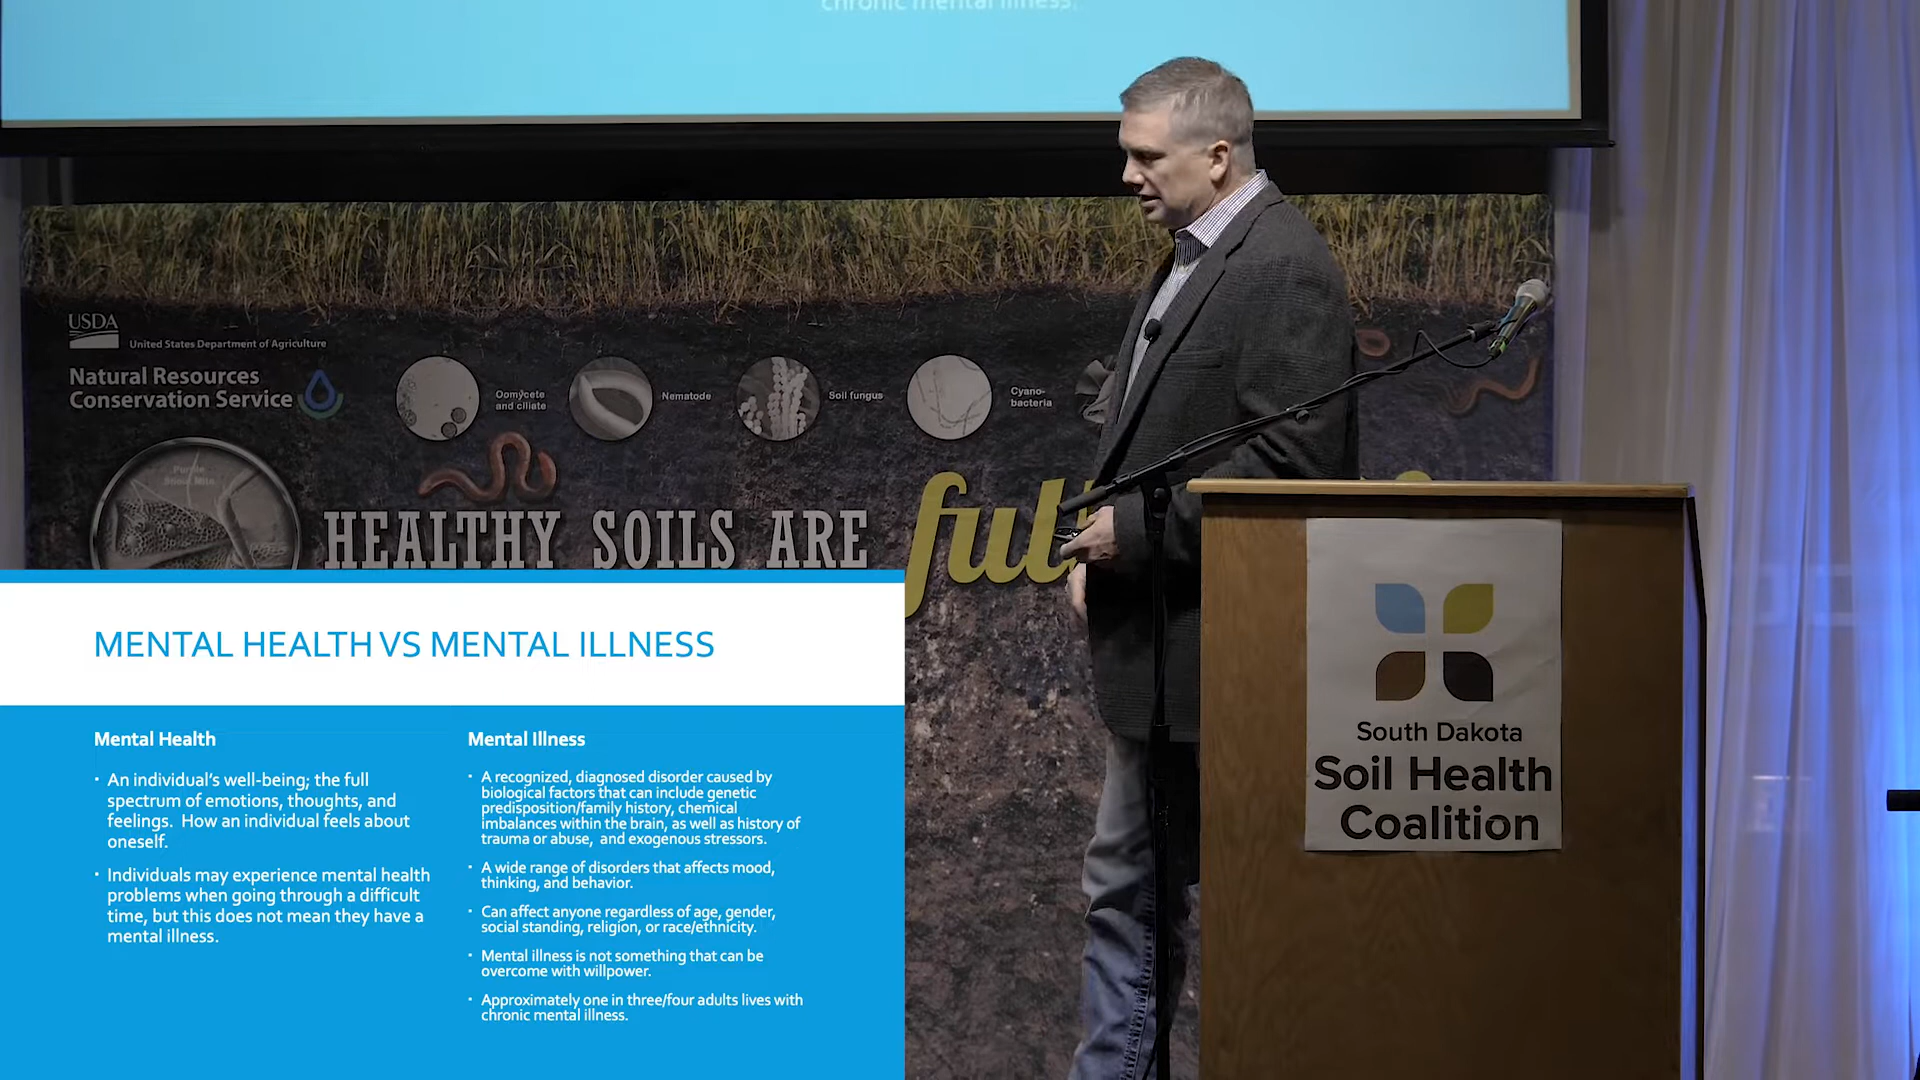 chronic mental illness.
USDA
United States Department of Agriculture
Natural Resources
Conservation Service
Oomycete
and ciliate
Nematode
Soil fungus
Cyano-
bacteria
HEALTHY SOILS ARE
MENTAL HEALTH VS MENTAL ILLNESS
Mental Health
• An individual's well-being; the full
spectrum of emotions, thoughts, and
feelings. How an individual feels about
oneself.
• Individuals may experience mental health
problems when going through a difficult
time, but this does not mean they have a
mental illness.
Mental Illness
• A recognized, diagnosed disorder caused by
biological factors that can include genetic
predisposition/family history, chemical
imbalances within the brain, as well as history of
trauma or abuse, and exogenous stressors.
• A wide range of disorders that affects mood,
thinking, and behavior.
• Can affect anyone regardless of age, gender,
social standing, religion, or race/ethnicity.
• Mental illness is not something that can be
overcome with willpower.
• Approximately one in three/four adults lives with
chronic mental illness.
South Dakota
Soil Health
Coalition